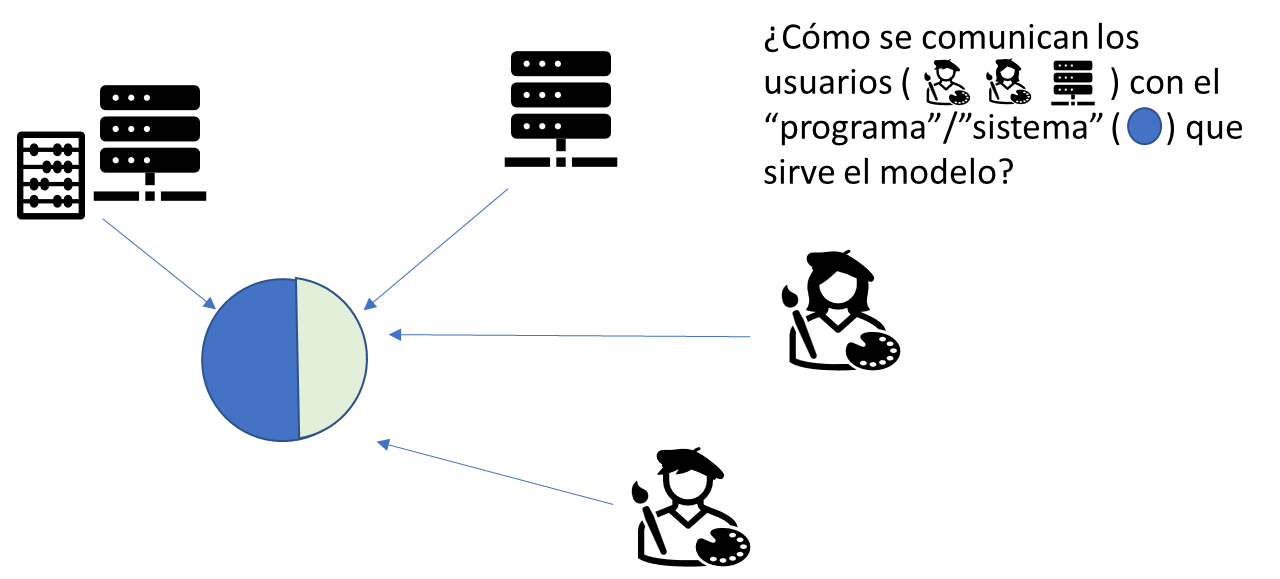 ¿Cómo se comunican los
usuarios ( ) con el
“programa”/”sistema” ( ) que
sirve el modelo?